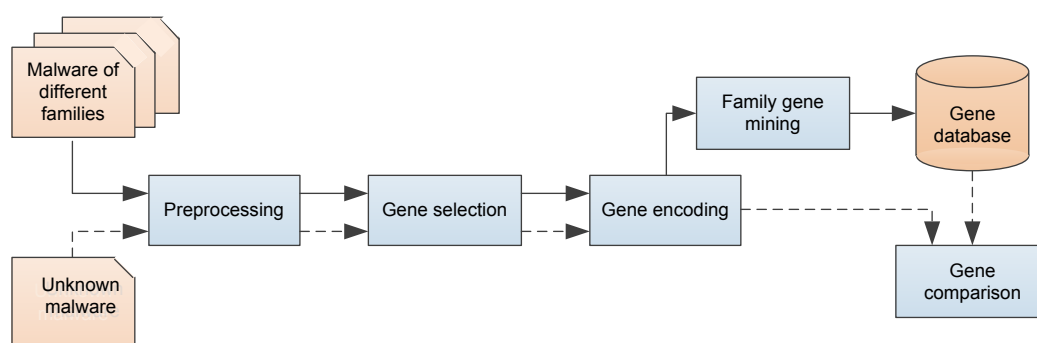 Malware of
different
families
Family gene
mining
Gene
database
Preprocessing
Gene selection
Gene encoding
Unknown
malware
Gene
comparison